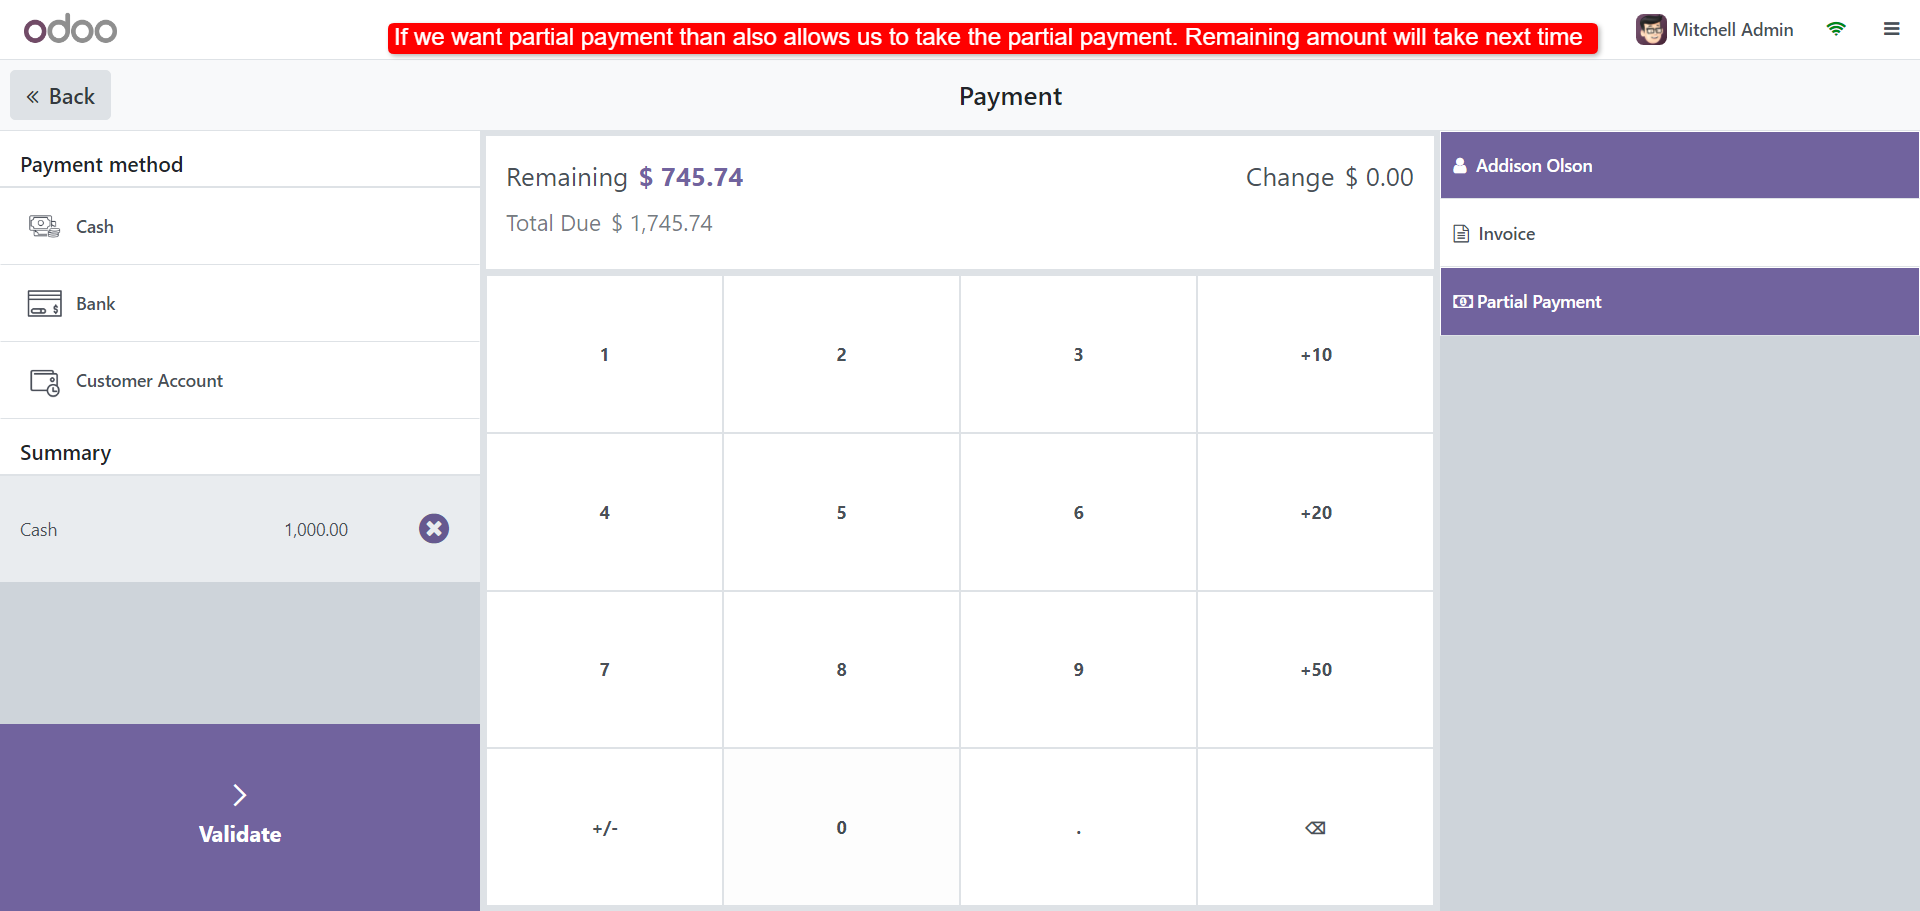 odoo
If we want partial payment than also allows us to take the partial payment. Remaining amount will take next time
Mitchell Admin
« Back
Payment
Payment method
Cash
Bank
Customer Account
Summary
Cash 1,000.00
Validate
Remaining $ 745.74
Change $ 0.00
Total Due $ 1,745.74
1 2 3 +10
4 5 6 +20
7 8 9 +50
+/- 0 . ⌫
Addison Olson
Invoice
Partial Payment